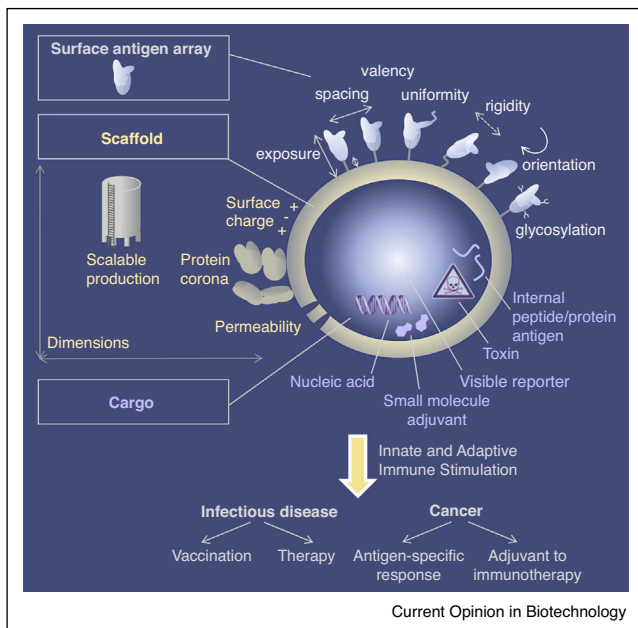 Surface antigen array
valency
spacing
uniformity
rigidity
exposure
orientation
glycosylation
Scaffold
Surface
charge
+
-
+
Scalable
production
Protein
corona
Permeability
Dimensions
Internal
peptide/protein
antigen
Toxin
Visible reporter
Small molecule
adjuvant
Nucleic acid
Cargo
Innate and Adaptive
Immune Stimulation
Infectious disease
Cancer
Vaccination
Therapy
Antigen-specific
response
Adjuvant to
immunotherapy
Current Opinion in Biotechnology